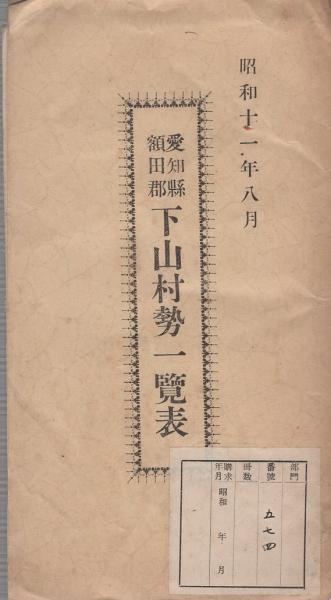 昭和十一年八月
愛知縣
額田郡
下山村勢一覽表
部門
番號
五七四
冊数
購求
年月
昭和 年 月